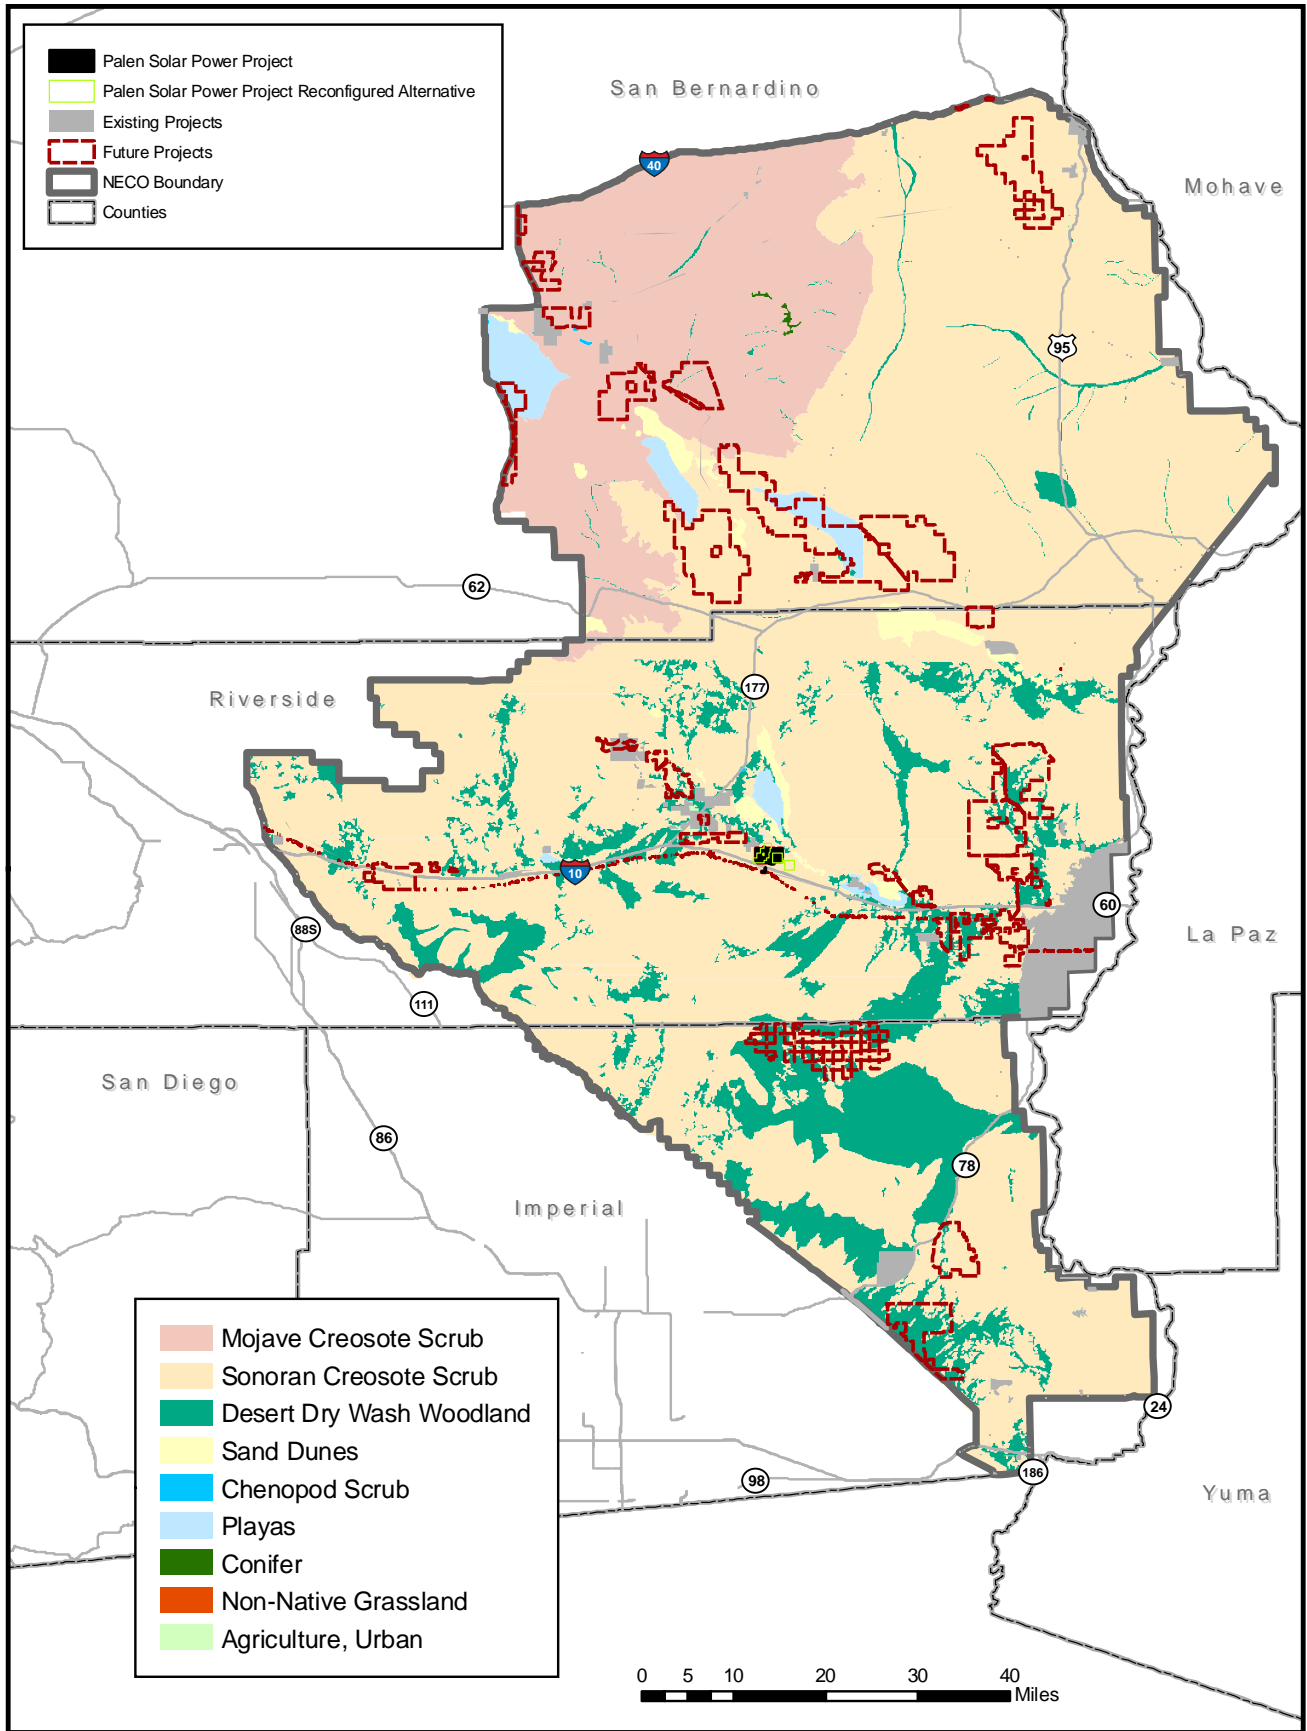 Palen Solar Power Project
Palen Solar Power Project Reconfigured Alternative
Existing Projects
Future Projects
NECO Boundary
Counties
San Bernardino
40
Mohave
95
62
177
Riverside
10
60
88S
La Paz
111
San Diego
86
78
Imperial
24
98
186
Yuma
Mojave Creosote Scrub
Sonoran Creosote Scrub
Desert Dry Wash Woodland
Sand Dunes
Chenopod Scrub
Playas
Conifer
Non-Native Grassland
Agriculture, Urban
0 5 10 20 30 40
Miles